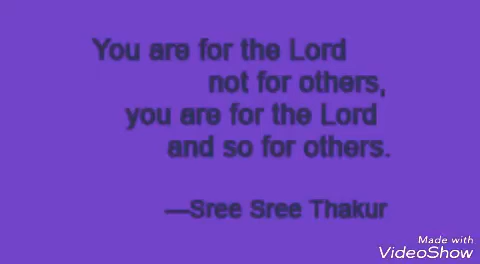 You are for the Lord
not for others,
you are for the Lord
and so for others.
—Sree Sree Thakur
Made with
VideoShow